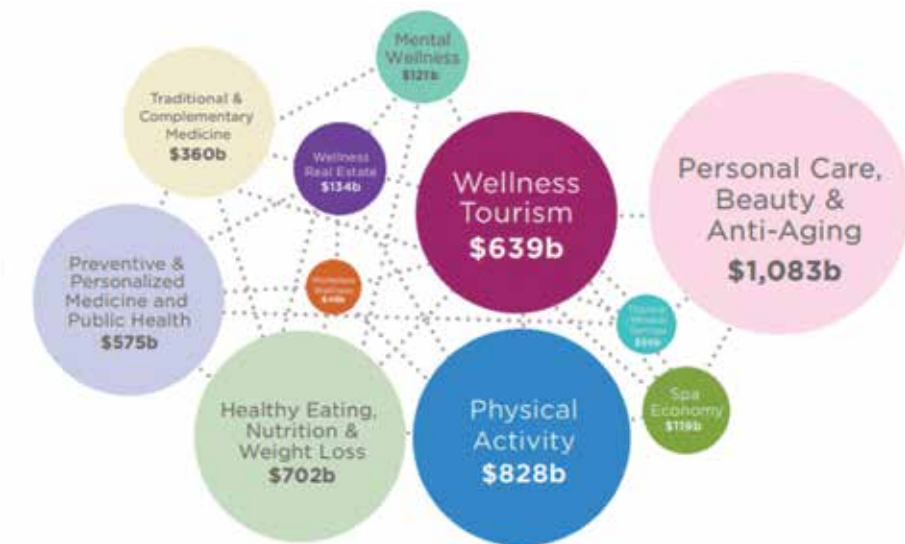 Mental
Wellness
$121b
Traditional &
Complementary
Medicine
$360b
Wellness
Real Estate
$134b
Wellness
Tourism
$639b
Personal Care,
Beauty &
Anti-Aging
$1,083b
Preventive &
Personalized
Medicine and
Public Health
$575b
Wellness
Springs
Spa
Economy
$119b
Healthy Eating,
Nutrition &
Weight Loss
$702b
Physical
Activity
$828b